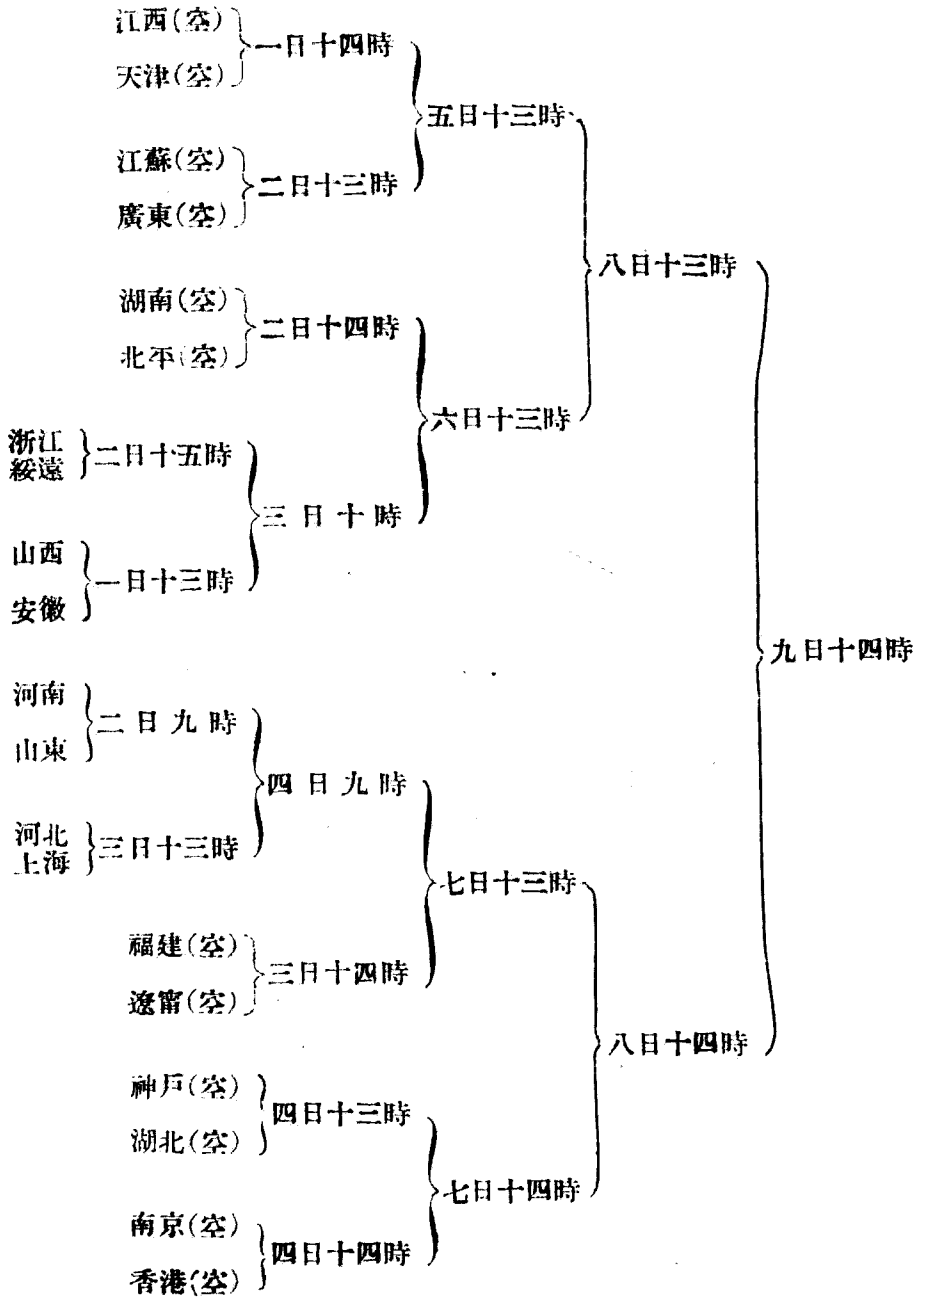 江西(空)
一日十四時
天津(空)
五日十三時
江蘇(空)
二日十三時
廣東(空)
八日十三時
湖南(空)
二日十四時
北平(空)
六日十三時
浙江
綏遠
二日十五時
三日十時
山西
一日十三時
安徽
九日十四時
河南
二日九時
山東
四日九時
河北
上海
三日十三時
七日十三時
福建(空)
三日十四時
遼甯(空)
八日十四時
神戶(空)
四日十三時
湖北(空)
七日十四時
南京(空)
四日十四時
香港(空)